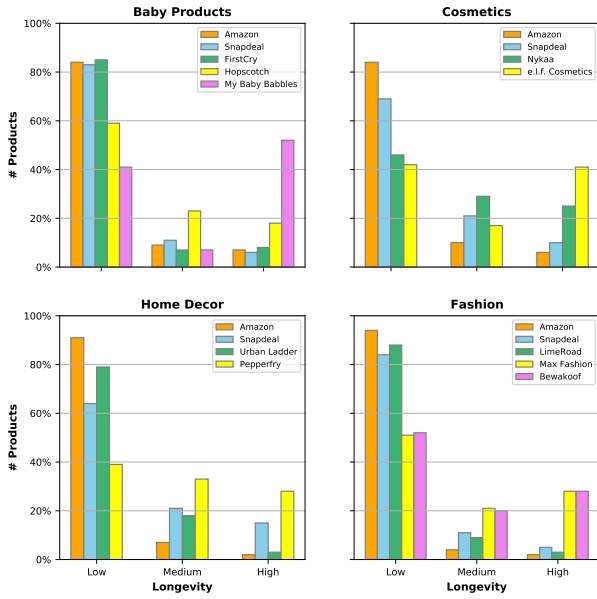 Baby Products
Cosmetics
100%
80%
60%
40%
20%
0%
# Products
Amazon
Snapdeal
FirstCry
Hopscotch
My Baby Babbles
Amazon
Snapdeal
Nykaa
e.l.f. Cosmetics
Home Decor
Fashion
100%
80%
60%
40%
20%
0%
# Products
Amazon
Snapdeal
Urban Ladder
Pepperfry
Amazon
Snapdeal
LimeRoad
Max Fashion
Bewakoof
Low Medium High
Low Medium High
Longevity
Longevity